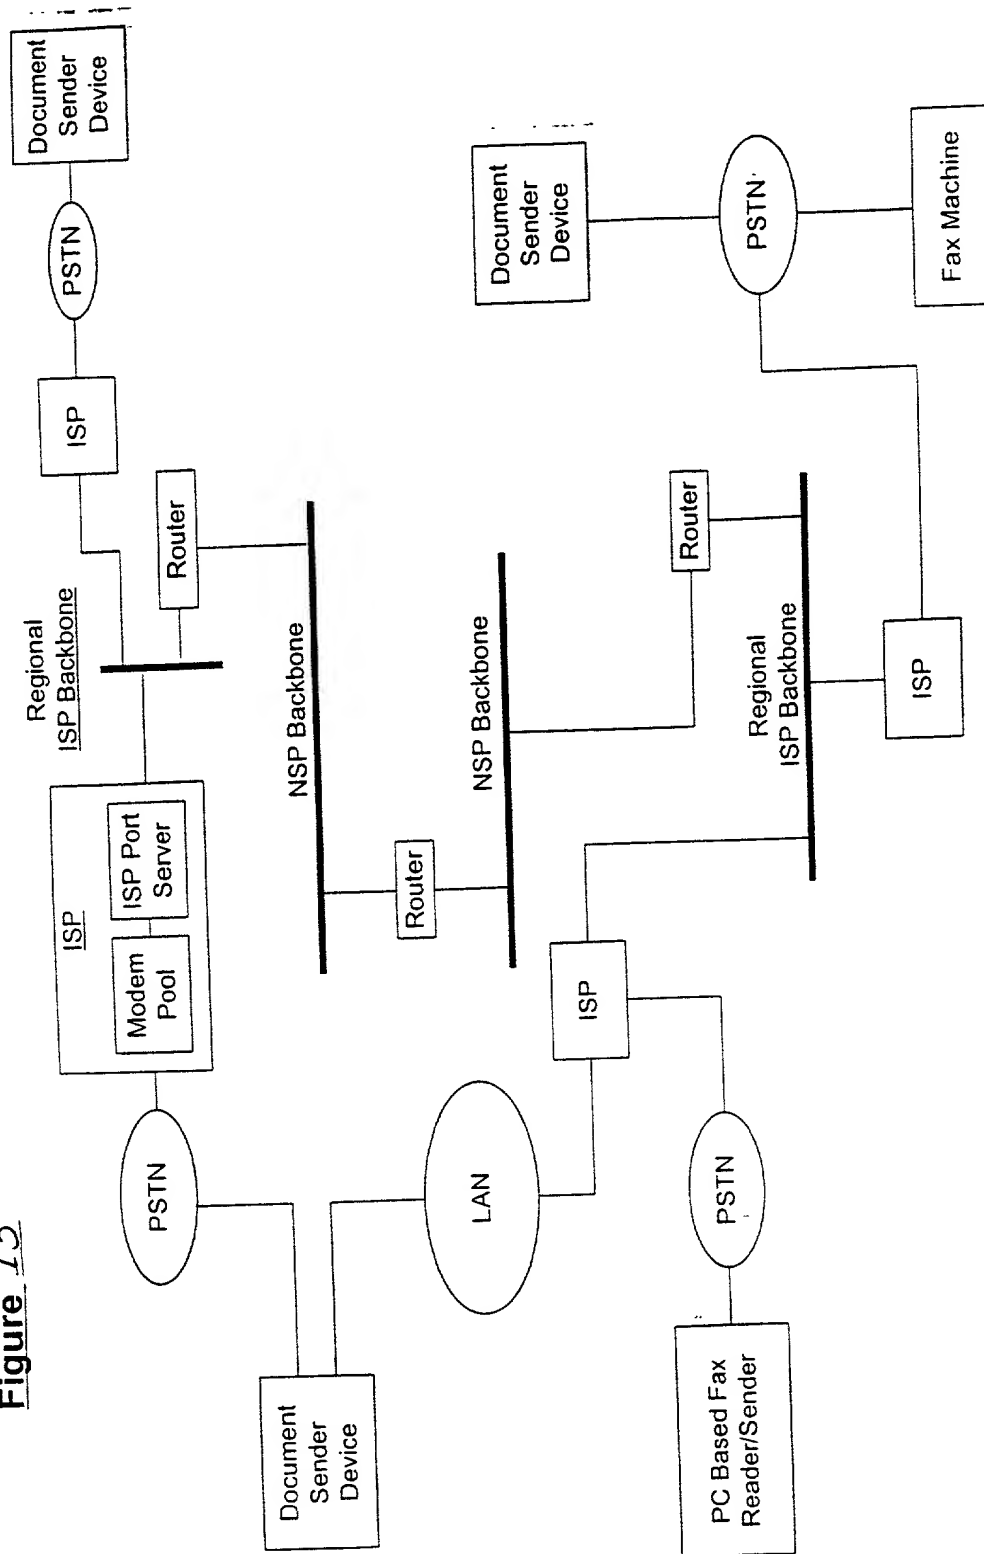 Figure
Regional
ISP Backbone
Document
Sender
Device
PSTN
ISP
ISP
Modem
Pool
ISP Port
Server
PSTN
Router
NSP Backbone
Document
Sender
Device
Router
LAN
NSP Backbone
Document
Sender
Device
ISP
Router
PC Based Fax
Reader/Sender
PSTN
Regional
ISP Backbone
PSTN
ISP
Fax Machine